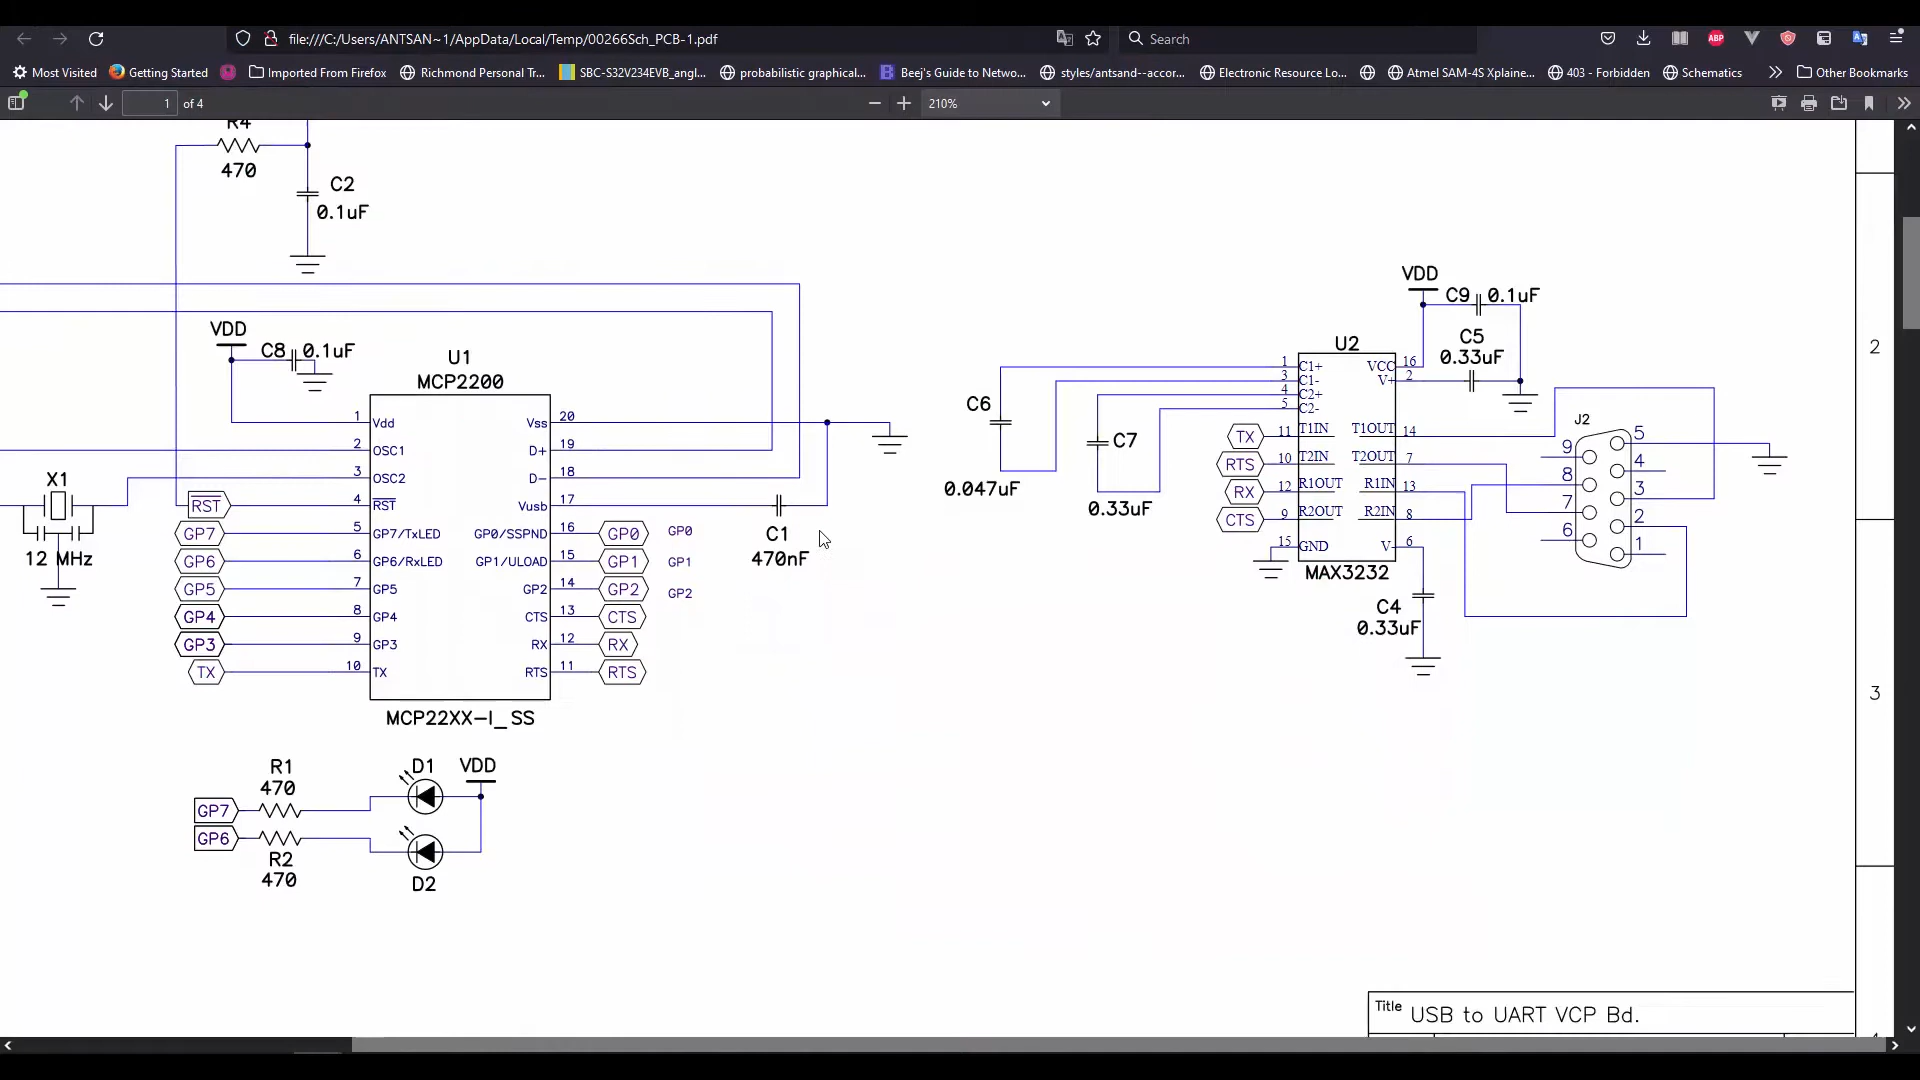 file:///C:/Users/ANTSAN~1/AppData/Local/Temp/00266Sch_PCB-1.pdf
Search
Most Visited
Getting Started
Imported From Firefox
Richmond Personal Tr...
SBC-S32V234EVB_angl...
probabilistic graphical...
Beej's Guide to Netwo...
styles/antsand--accor...
Electronic Resource Lo...
Atmel SAM-4S Xplaine...
403 - Forbidden
Schematics
Other Bookmarks
1 of 4
210%
R4
470
C2
0.1uF
VDD
C8 0.1uF
U1
MCP2200
1 Vdd
2 OSC1
3 OSC2
RST 4 RST
GP7 5 GP7/TxLED
GP6 6 GP6/RxLED
GP5 7 GP5
GP4 8 GP4
GP3 9 GP3
TX 10 TX
Vss 20
D+ 19
D- 18
Vusb 17
GP0/SSPND 16 GP0 GP0
GP1/ULOAD 15 GP1 GP1
GP2 14 GP2 GP2
CTS 13 CTS
RX 12 RX
RTS 11 RTS
MCP22XX-I_SS
X1
12 MHz
C1
470nF
R1
470
GP7
GP6
R2
470
D1
VDD
D2
C6
0.047uF
C7
0.33uF
VDD
C9 0.1uF
C5
0.33uF
U2
1 C1+
3 C1-
4 C2+
5 C2-
TX 11 T1IN
RTS 10 T2IN
RX 12 R1OUT
CTS 9 R2OUT
15 GND
VCC 16
V+ 2
T1OUT 14
T2OUT 7
R1IN 13
R2IN 8
V- 6
MAX3232
C4
0.33uF
J2
5
9
4
8
3
7
2
6
1
2
3
Title USB to UART VCP Bd.